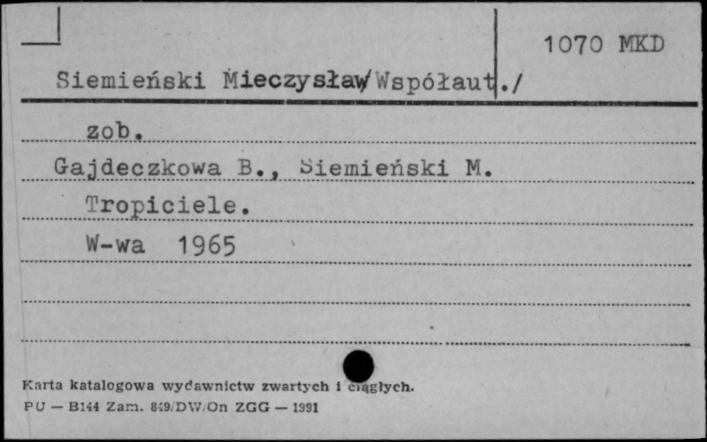 1070 MKD
Siemieński Mieczysław/Współaut./
zob.
Gajdeczkowa B., Siemieński M.
Tropiciele.
W-wa 1965
Karta katalogowa wydawnictw zwartych i ciągłych.
PU — B144 Zam. 849/DW/On ZGG — 1991